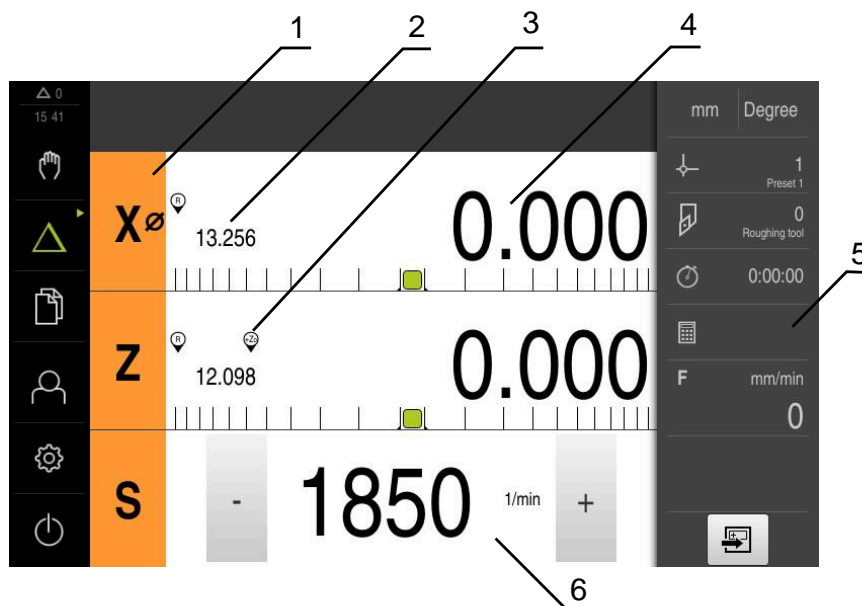 1 2 3 4
△ 0
15 41
mm Degree
1
Preset 1
X⌀ R 13.256 0.000
0
Roughing tool
0:00:00
5
Z R +Z₀ 12.098 0.000
F mm/min
0
S - 1850 1/min +
6